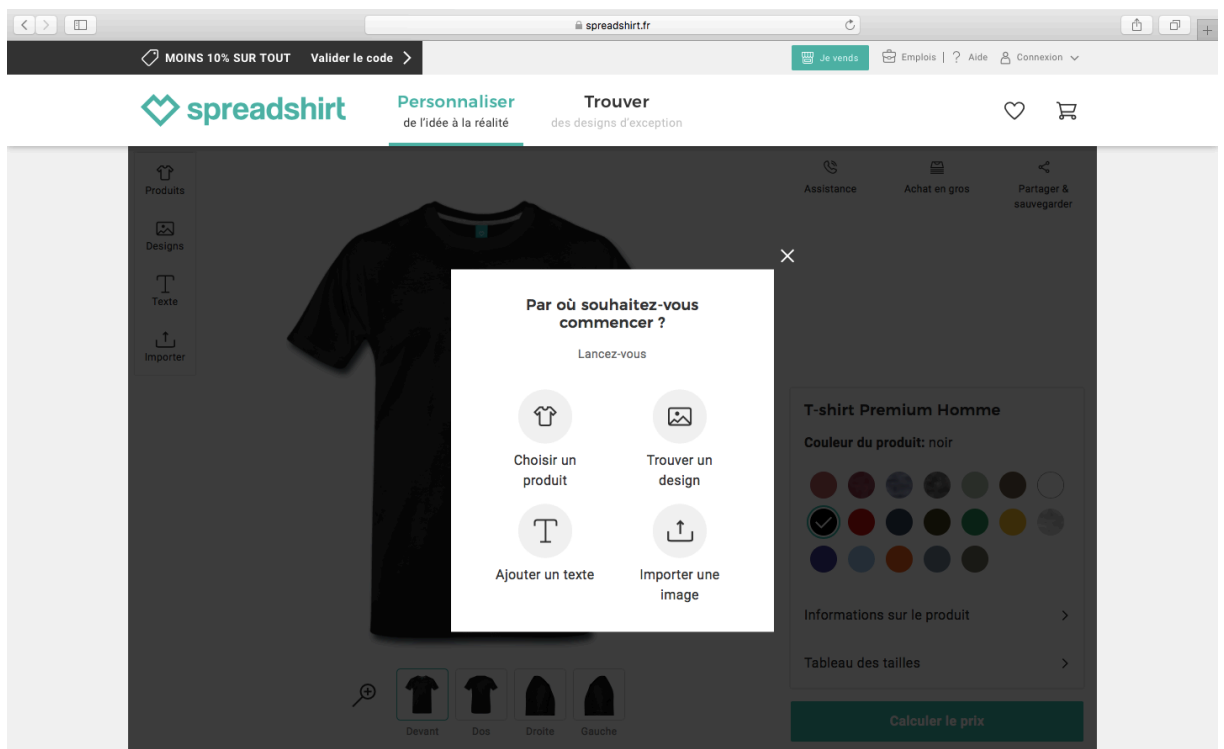 spreadshirt.fr
MOINS 10% SUR TOUT Valider le code
Je vends Emplois | ? Aide Connexion
spreadshirt
Personnaliser
de l'idée à la réalité
Trouver
des designs d'exception
Produits
Designs
Texte
Importer
Assistance
Achat en gros
Partager &
sauvegarder
Par où souhaitez-vous
commencer ?
Lancez-vous
Choisir un
produit
Trouver un
design
Ajouter un texte
Importer une
image
T-shirt Premium Homme
Couleur du produit: noir
Informations sur le produit
Tableau des tailles
Calculer le prix
Devant Dos Droite Gauche